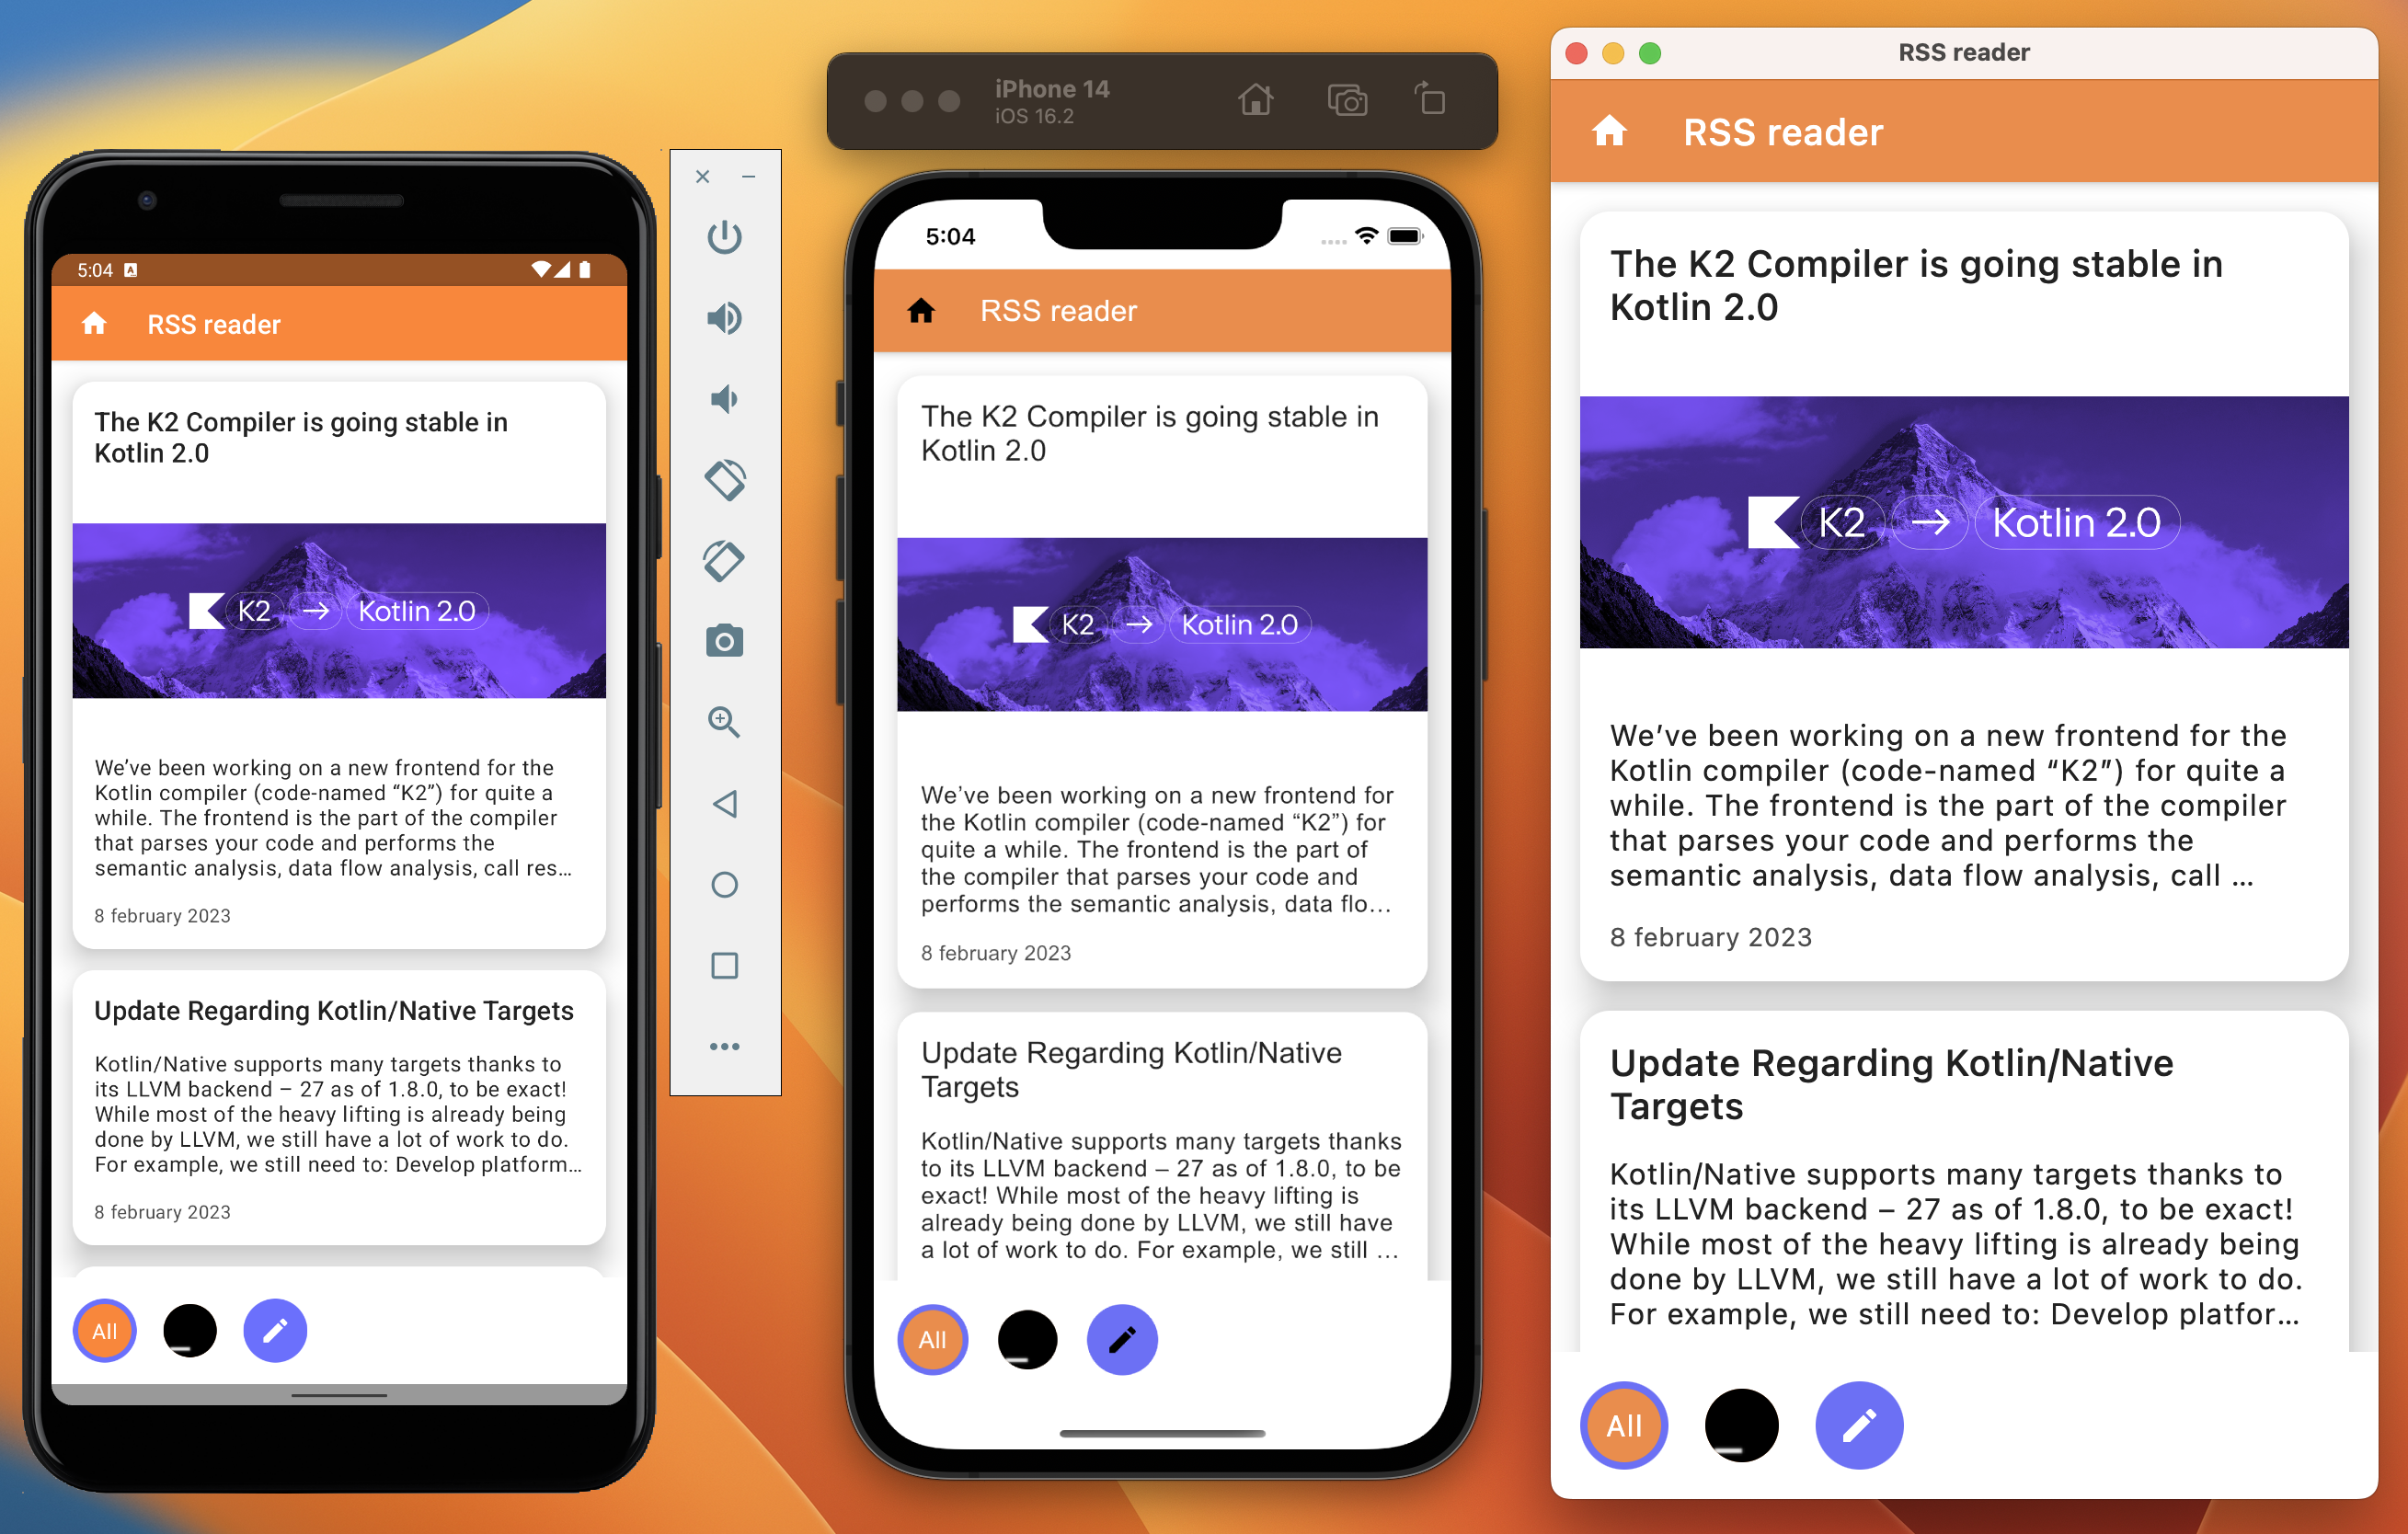 5:04
RSS reader
The K2 Compiler is going stable in
Kotlin 2.0
K2 → Kotlin 2.0
We’ve been working on a new frontend for the
Kotlin compiler (code-named “K2”) for quite a
while. The frontend is the part of the compiler
that parses your code and performs the
semantic analysis, data flow analysis, call res...
8 february 2023
Update Regarding Kotlin/Native Targets
Kotlin/Native supports many targets thanks to
its LLVM backend – 27 as of 1.8.0, to be exact!
While most of the heavy lifting is already being
done by LLVM, we still have a lot of work to do.
For example, we still need to: Develop platform...
8 february 2023
All
iPhone 14
iOS 16.2
5:04
RSS reader
The K2 Compiler is going stable in
Kotlin 2.0
K2 → Kotlin 2.0
We’ve been working on a new frontend for
the Kotlin compiler (code-named “K2”) for
quite a while. The frontend is the part of
the compiler that parses your code and
performs the semantic analysis, data flo...
8 february 2023
Update Regarding Kotlin/Native
Targets
Kotlin/Native supports many targets thanks
to its LLVM backend – 27 as of 1.8.0, to be
exact! While most of the heavy lifting is
already being done by LLVM, we still have
a lot of work to do. For example, we still ...
All
RSS reader
RSS reader
The K2 Compiler is going stable in
Kotlin 2.0
K2 → Kotlin 2.0
We’ve been working on a new frontend for the
Kotlin compiler (code-named “K2”) for quite a
while. The frontend is the part of the compiler
that parses your code and performs the
semantic analysis, data flow analysis, call ...
8 february 2023
Update Regarding Kotlin/Native
Targets
Kotlin/Native supports many targets thanks to
its LLVM backend – 27 as of 1.8.0, to be exact!
While most of the heavy lifting is already being
done by LLVM, we still have a lot of work to do.
For example, we still need to: Develop platfor...
All